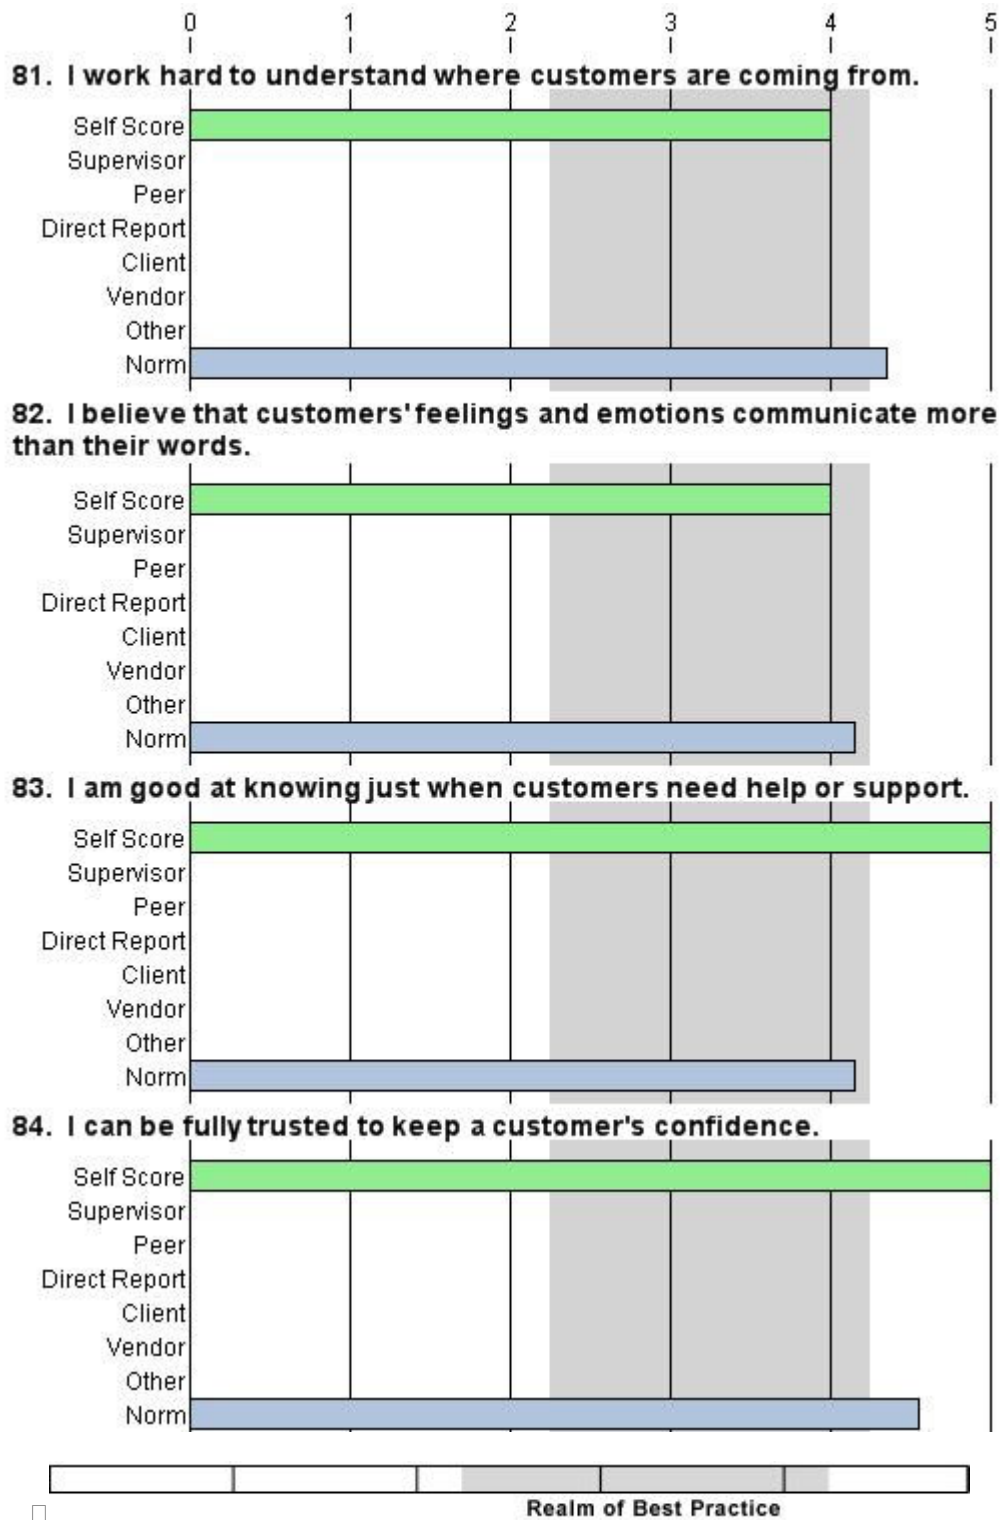 0 1 2 3 4 5
81. I work hard to understand where customers are coming from.
Self Score
Supervisor
Peer
Direct Report
Client
Vendor
Other
Norm
82. I believe that customers' feelings and emotions communicate more
than their words.
Self Score
Supervisor
Peer
Direct Report
Client
Vendor
Other
Norm
83. I am good at knowing just when customers need help or support.
Self Score
Supervisor
Peer
Direct Report
Client
Vendor
Other
Norm
84. I can be fully trusted to keep a customer's confidence.
Self Score
Supervisor
Peer
Direct Report
Client
Vendor
Other
Norm
Realm of Best Practice